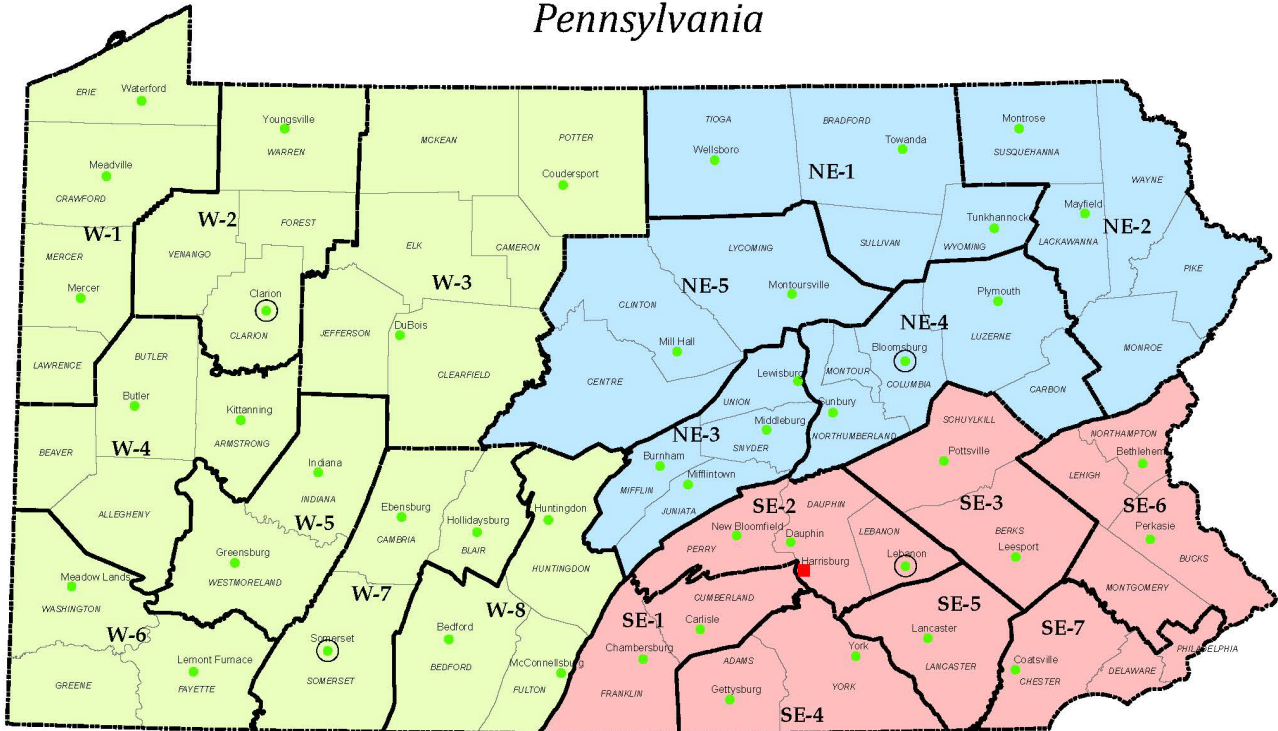 Pennsylvania
ERIE
Waterford
Meadville
CRAWFORD
W-1
MERCER
Mercer
LAWRENCE
Youngsville
WARREN
W-2
FOREST
VENANGO
Clarion
CLARION
MCKEAN
POTTER
Coudersport
ELK
CAMERON
W-3
JEFFERSON
DuBois
CLEARFIELD
BUTLER
Butler
Kittanning
ARMSTRONG
BEAVER
W-4
ALLEGHENY
Indiana
INDIANA
W-5
Greensburg
WESTMORELAND
Meadow Lands
WASHINGTON
W-6
Lemont Furnace
FAYETTE
GREENE
Ebensburg
CAMBRIA
W-7
Somerset
SOMERSET
Hollidaysburg
BLAIR
Huntingdon
HUNTINGDON
W-8
Bedford
BEDFORD
McConnellsburg
FULTON
TIOGA
Wellsboro
BRADFORD
Towanda
NE-1
SULLIVAN
Tunkhannock
WYOMING
Montrose
SUSQUEHANNA
WAYNE
Mayfield
LACKAWANNA
NE-2
PIKE
MONROE
LYCOMING
NE-5
Montoursville
CLINTON
Mill Hall
CENTRE
Plymouth
NE-4
LUZERNE
Bloomsburg
MONTOUR
COLUMBIA
CARBON
Sunbury
NORTHUMBERLAND
Lewisburg
UNION
Middleburg
NE-3
SNYDER
Burnham
MIFFLIN
Mifflintown
JUNIATA
SCHUYLKILL
Pottsville
SE-3
BERKS
Leesport
NORTHAMPTON
Bethlehem
LEHIGH
SE-6
Perkasie
BUCKS
MONTGOMERY
SE-2
DAUPHIN
New Bloomfield
Dauphin
PERRY
LEBANON
Lebanon
Harrisburg
CUMBERLAND
SE-1
Carlisle
Chambersburg
FRANKLIN
ADAMS
Gettysburg
York
YORK
SE-4
SE-5
Lancaster
LANCASTER
SE-7
Coatsville
CHESTER
DELAWARE
PHILADELPHIA